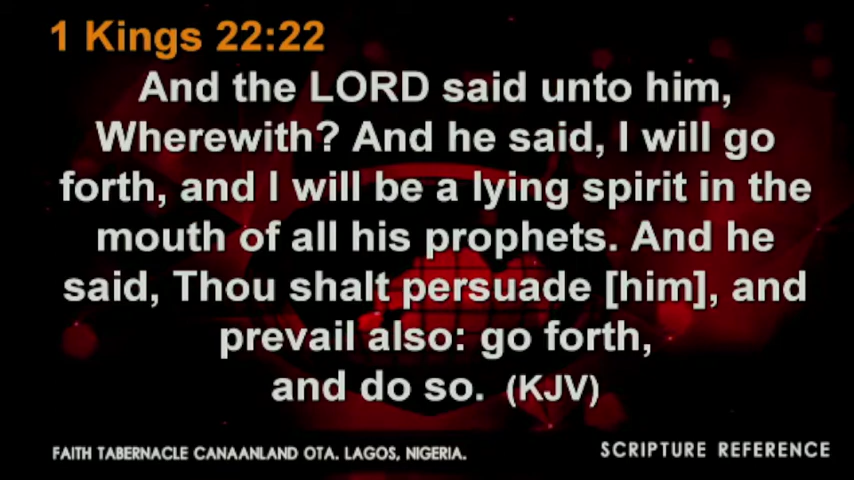 1 Kings 22:22
And the LORD said unto him,
Wherewith? And he said, I will go
forth, and I will be a lying spirit in the
mouth of all his prophets. And he
said, Thou shalt persuade [him], and
prevail also: go forth,
and do so. (KJV)
FAITH TABERNACLE CANAANLAND OTA. LAGOS, NIGERIA.
SCRIPTURE REFERENCE